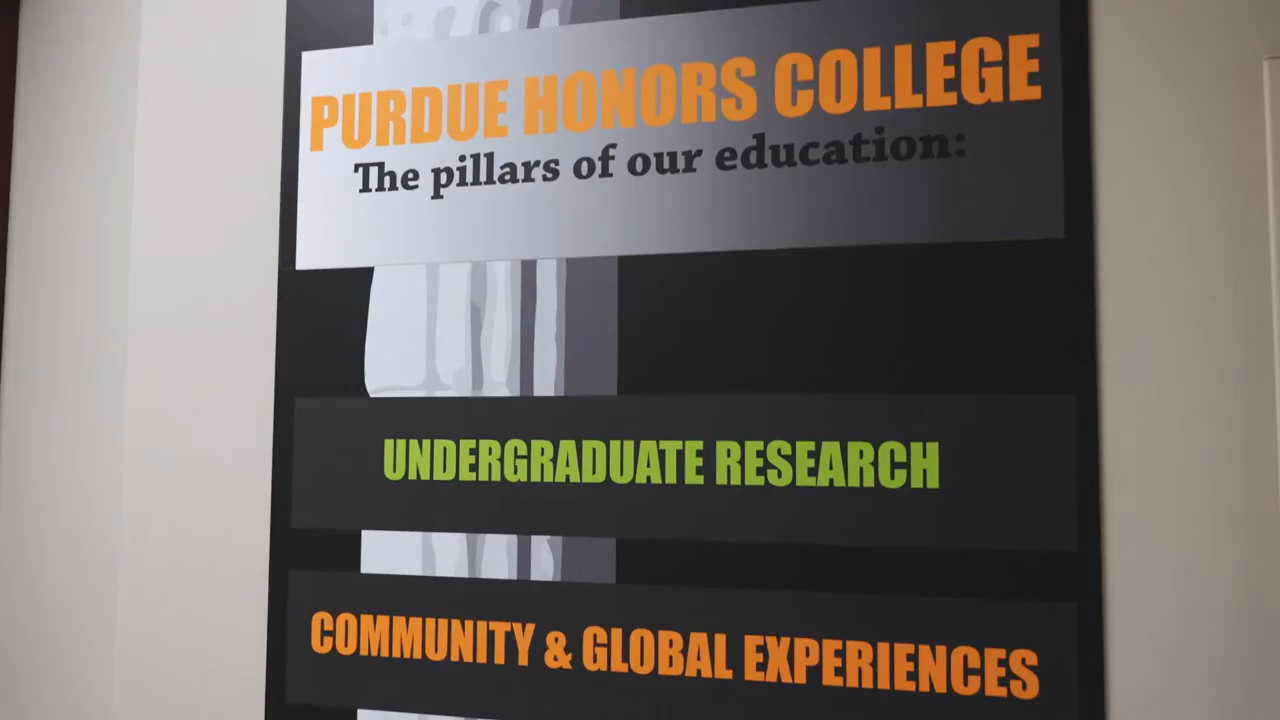 PURDUE HONORS COLLEGE
The pillars of our education:
UNDERGRADUATE RESEARCH
COMMUNITY & GLOBAL EXPERIENCES